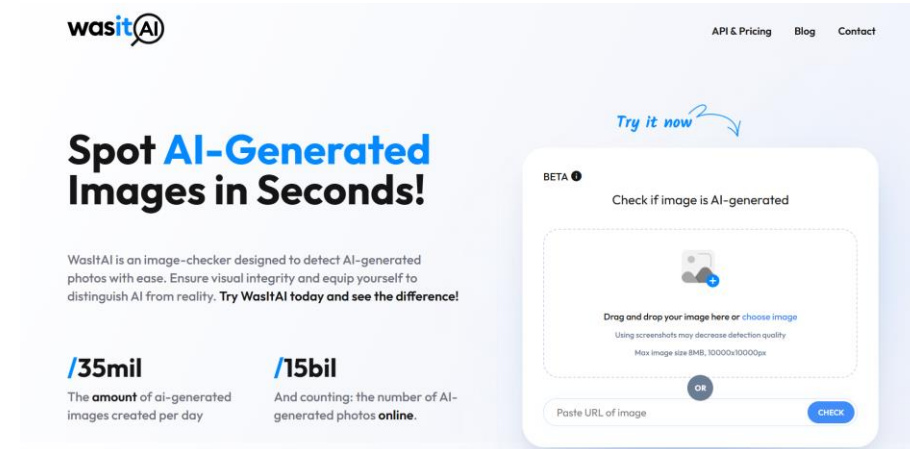 wasitAI
API & Pricing Blog Contact
Try it now
Spot AI-Generated
Images in Seconds!
WasItAI is an image-checker designed to detect AI-generated
photos with ease. Ensure visual integrity and equip yourself to
distinguish AI from reality. Try WasItAI today and see the difference!
/35mil
The amount of ai-generated
images created per day
/15bil
And counting: the number of AI-
generated photos online.
BETA
Check if image is AI-generated
Drag and drop your image here or choose image
Using screenshots may decrease detection quality
Max image size 8MB, 10000x10000px
OR
Paste URL of image
CHECK